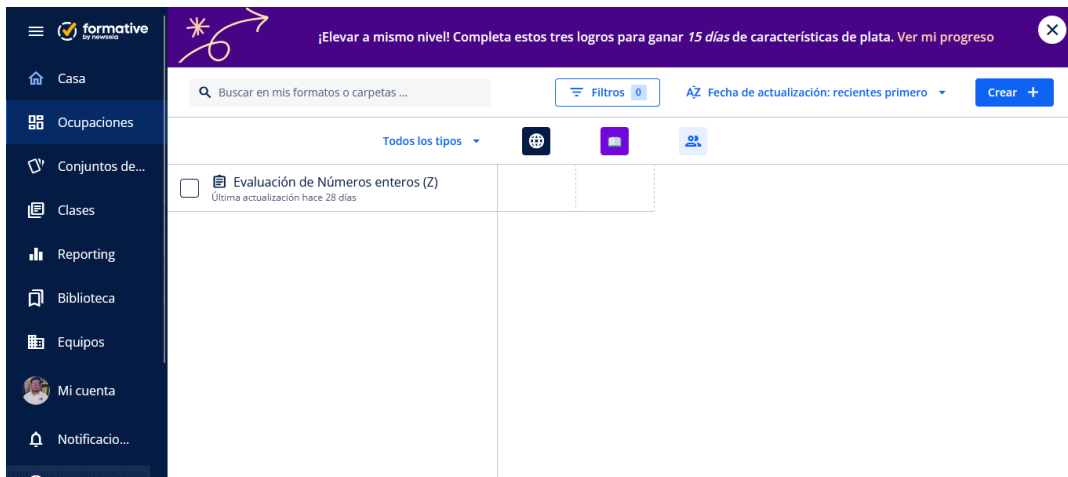 formative
by newsela
¡Elevar a mismo nivel! Completa estos tres logros para ganar 15 días de características de plata. Ver mi progreso
Casa
Buscar en mis formatos o carpetas ...
Filtros 0
AZ Fecha de actualización: recientes primero
Crear +
Ocupaciones
Todos los tipos
Conjuntos de...
Evaluación de Números enteros (Z)
Última actualización hace 28 días
Clases
Reporting
Biblioteca
Equipos
Mi cuenta
Notificacio...